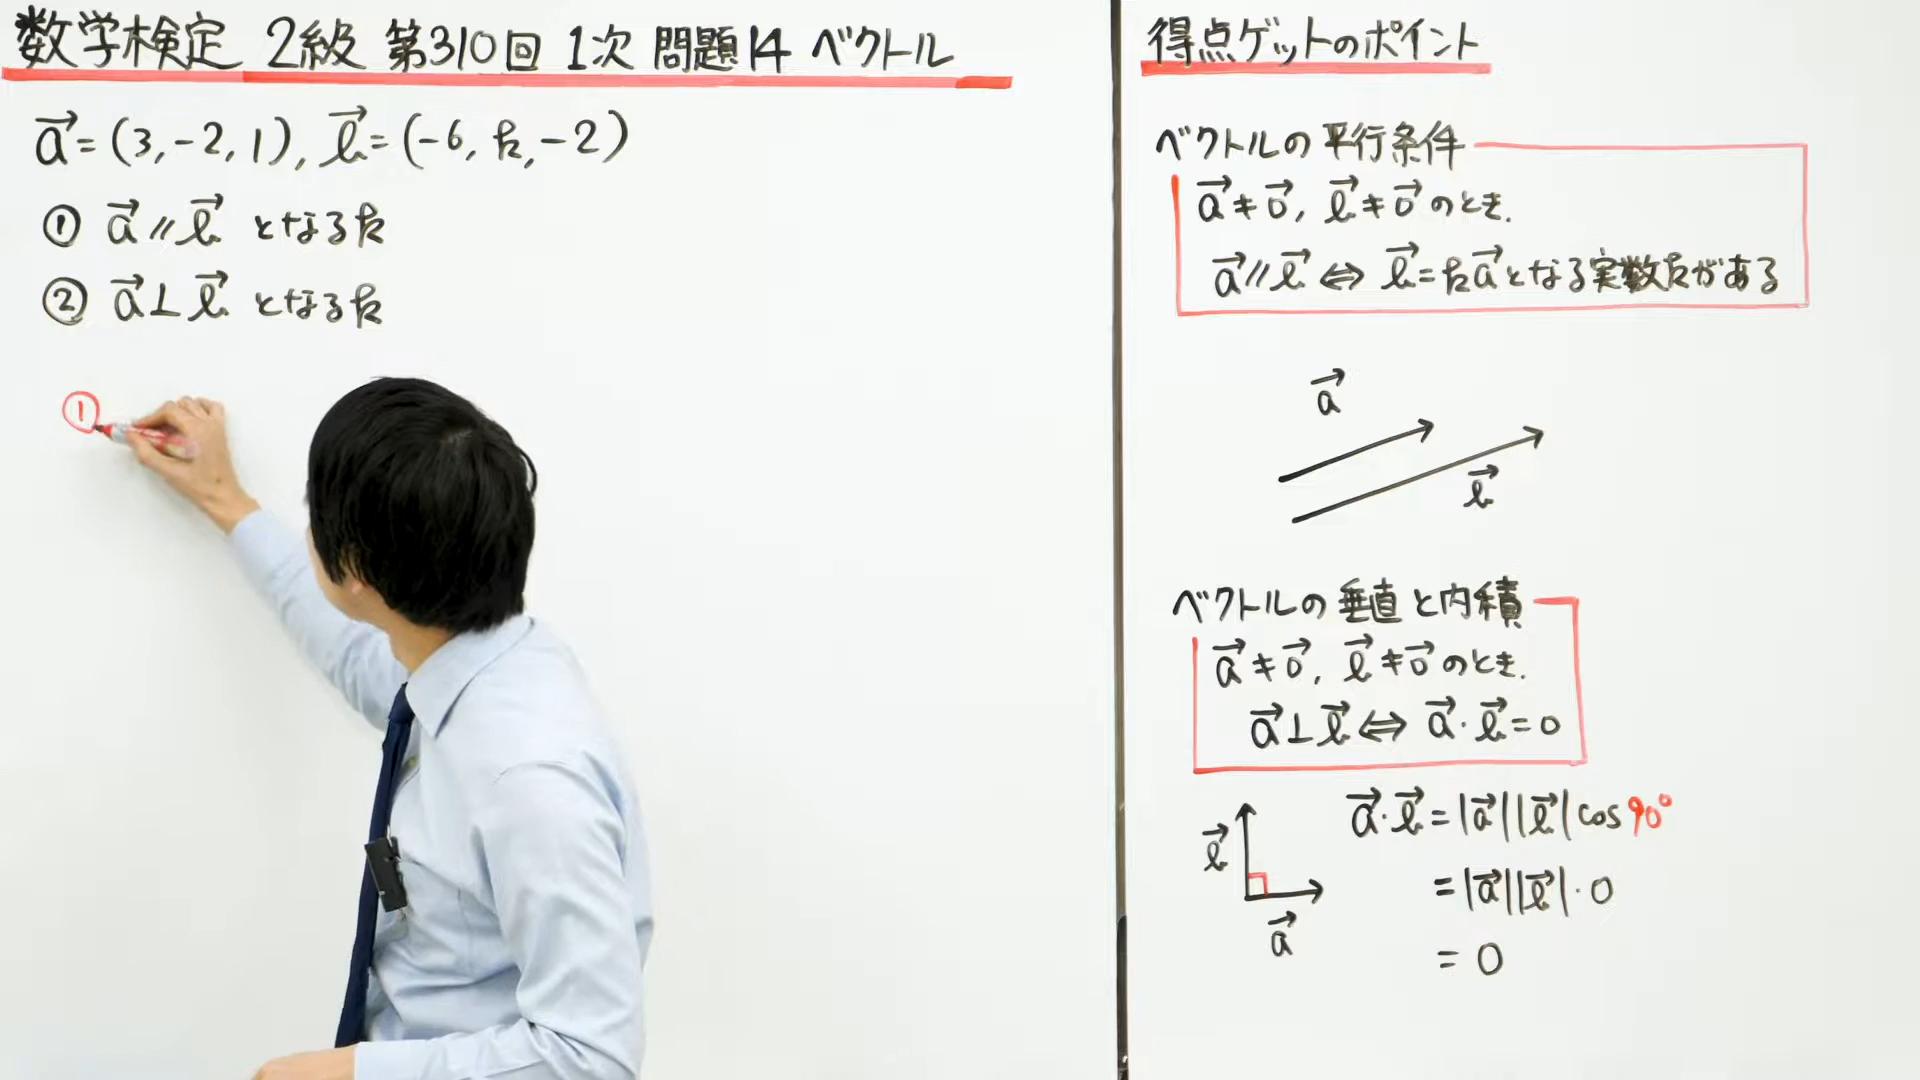 数学検定 2級 第310回 1次 問題14 ベクトル
a→=(3,-2,1), b→=(-6,k,-2)
① a→//b→ となるk
② a→⊥b→ となるk
①
得点ゲットのポイント
ベクトルの平行条件
a→≠0→, b→≠0→のとき.
a→//b→⇔b→=ka→となる実数kがある
a→
b→
ベクトルの垂直と内積
a→≠0→, b→≠0→のとき.
a→⊥b→⇔a→・b→=0
b→
a→
a→・b→=|a→||b→|cos90°
=|a→||b→|・0
=0